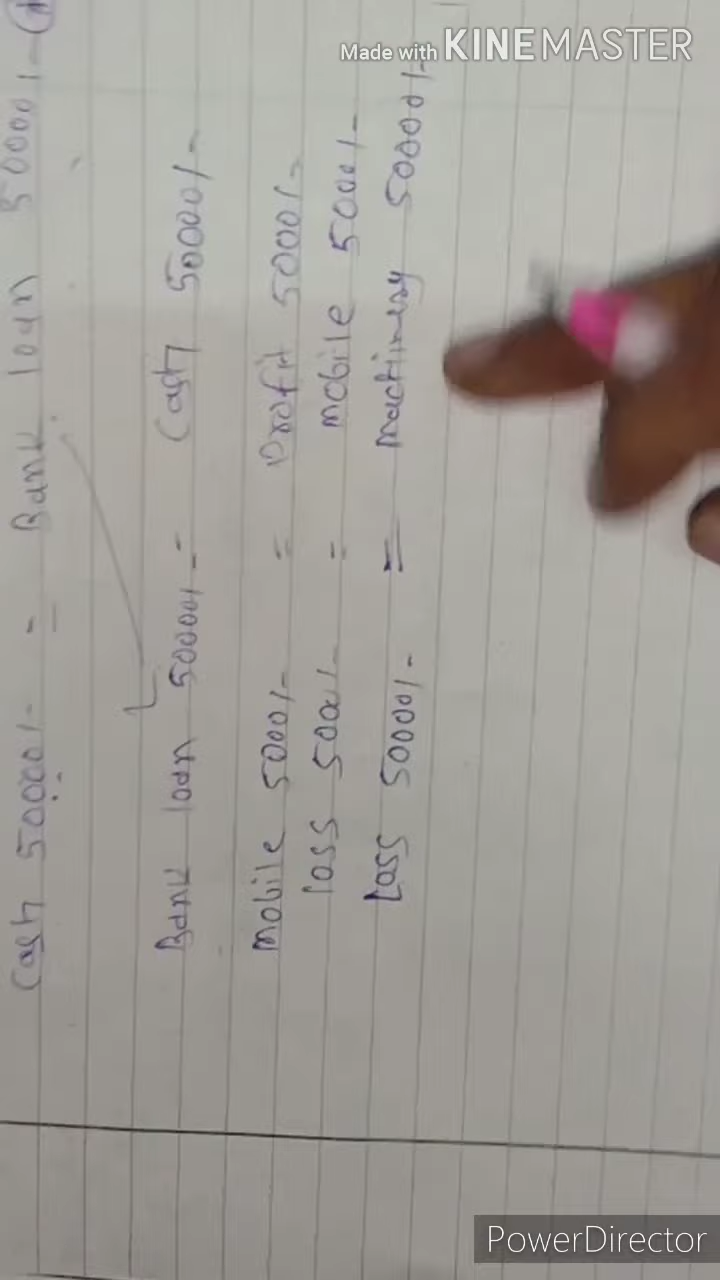 Made with KINEMASTER
Cash 50000/- = Bank loan 50000/-
Bank loan 50000/- = Cash 50000/-
Mobile 5000/- = Profit 5000/-
loss 5000/- = mobile 5000/-
Loss 50000/- = Machinery 50000/-
PowerDirector